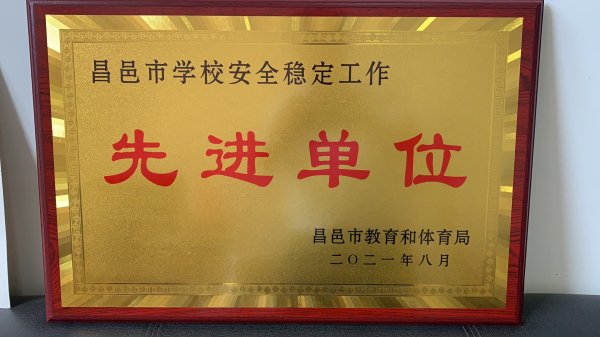 昌邑市学校安全稳定工作
先进单位
昌邑市教育和体育局
二〇二一年八月